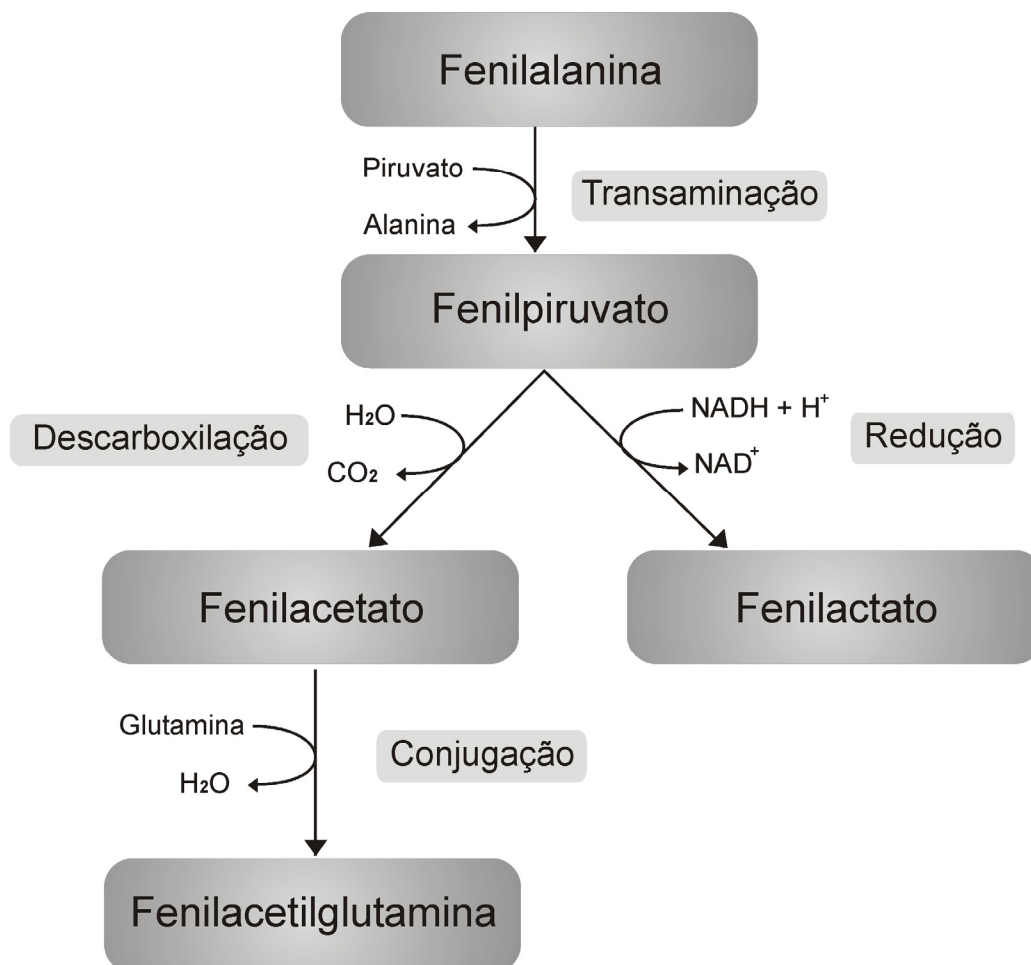 Fenilalanina
Piruvato
Transaminação
Alanina
Fenilpiruvato
H₂O
NADH + H⁺
Descarboxilação
Redução
CO₂
NAD⁺
Fenilacetato
Fenilactato
Glutamina
Conjugação
H₂O
Fenilacetilglutamina